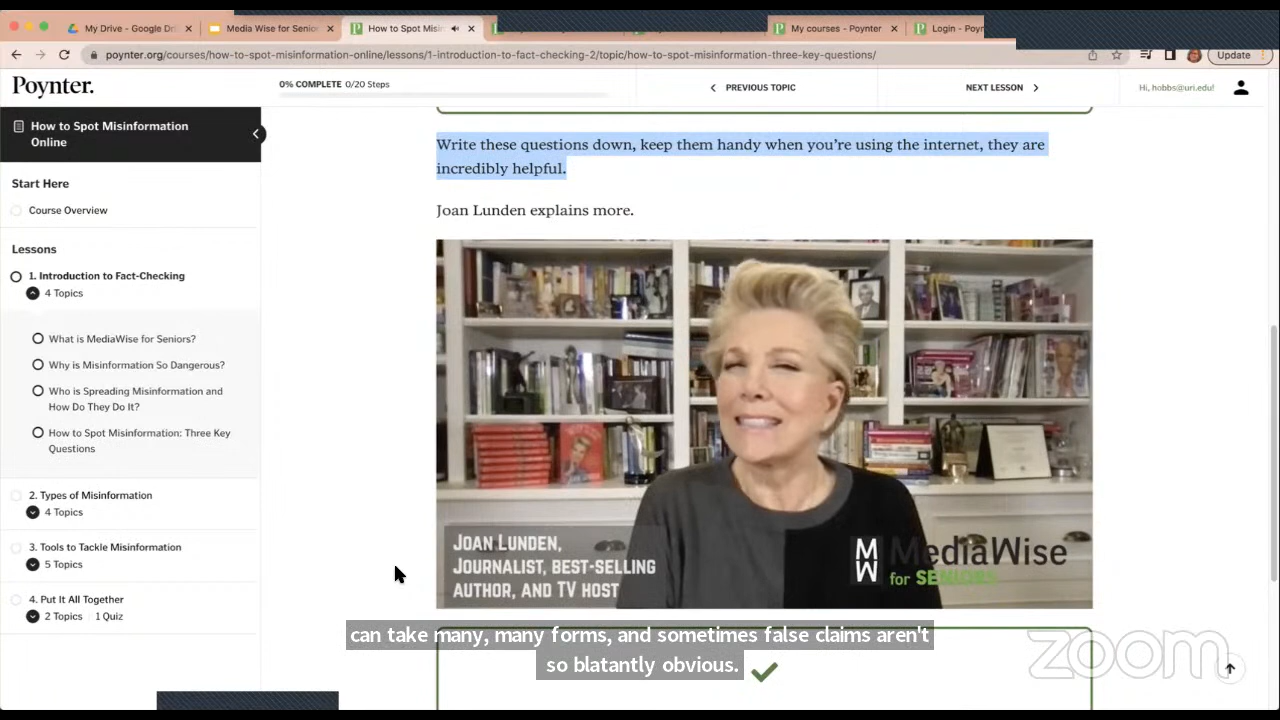 My Drive - Google Dri
Media Wise for Senio
How to Spot Misin
My courses - Poynter
Login - Poyn
poynter.org/courses/how-to-spot-misinformation-online/lessons/1-introduction-to-fact-checking-2/topic/how-to-spot-misinformation-three-key-questions/
Update
Poynter.
0% COMPLETE 0/20 Steps
PREVIOUS TOPIC
NEXT LESSON
Hi, hobbs@uri.edu!
How to Spot Misinformation
Online
Start Here
Course Overview
Lessons
1. Introduction to Fact-Checking
4 Topics
What is MediaWise for Seniors?
Why is Misinformation So Dangerous?
Who is Spreading Misinformation and
How Do They Do It?
How to Spot Misinformation: Three Key
Questions
2. Types of Misinformation
4 Topics
3. Tools to Tackle Misinformation
5 Topics
4. Put It All Together
2 Topics 1 Quiz
Write these questions down, keep them handy when you’re using the internet, they are
incredibly helpful.
Joan Lunden explains more.
JOAN LUNDEN,
JOURNALIST, BEST-SELLING
AUTHOR, AND TV HOST
MW MediaWise
for SENIORS
can take many, many forms, and sometimes false claims aren't
so blatantly obvious.
zoom